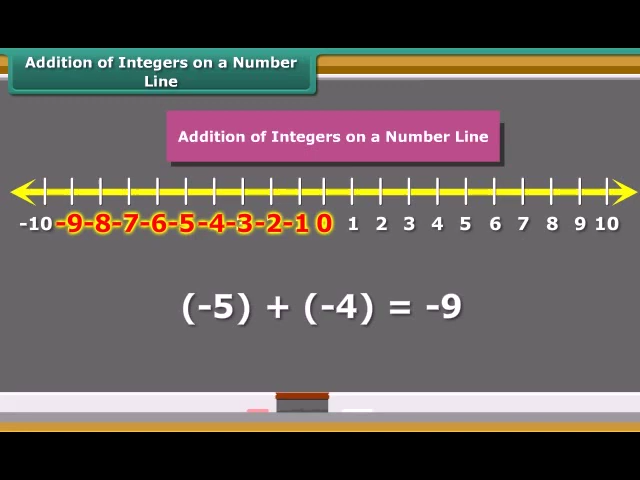 Addition of Integers on a Number
Line
Addition of Integers on a Number Line
-10 -9 -8 -7 -6 -5 -4 -3 -2 -1 0 1 2 3 4 5 6 7 8 9 10
(-5) + (-4) = -9